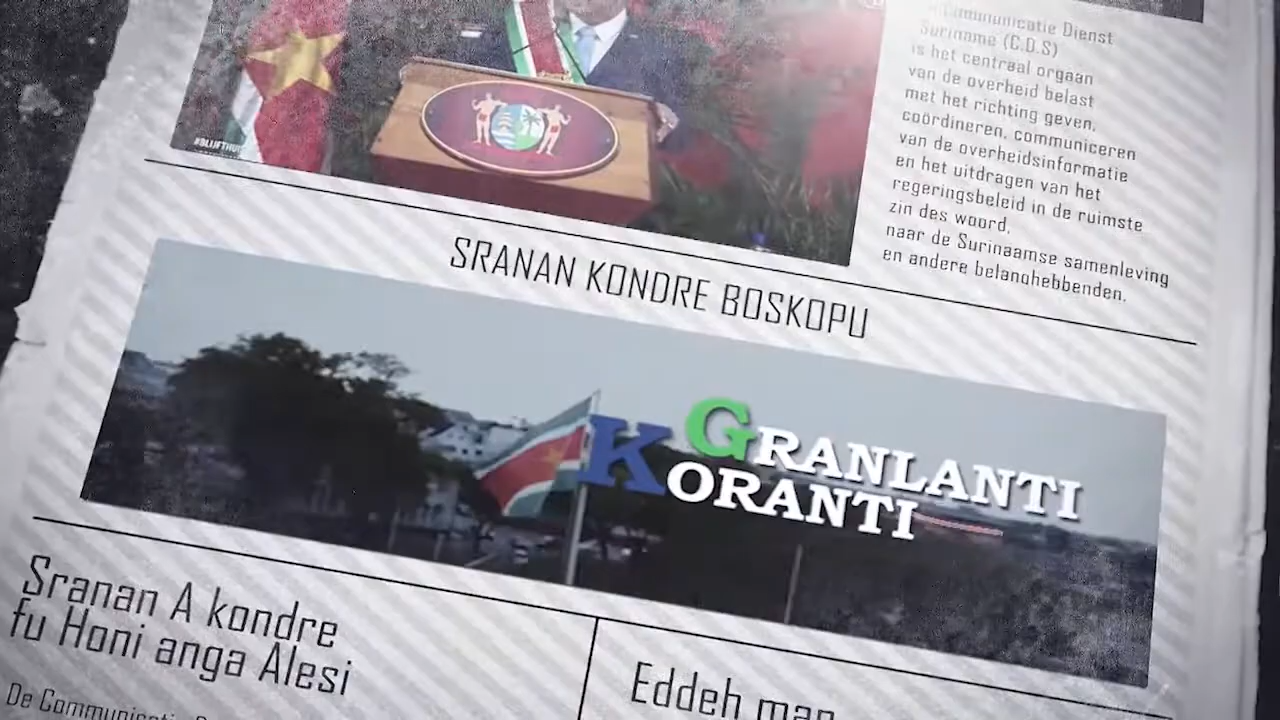 #BLIJFTHU
Communicatie Dienst
Suriname (C.D.S)
is het centraal orgaan
van de overheid belast
met het richting geven,
coördineren, communiceren
van de overheidsinformatie
en het uitdragen van het
regeringsbeleid in de ruimste
zin des woord,
naar de Surinaamse samenleving
en andere belanghebbenden.
SRANAN KONDRE BOSKOPU
GRANLANTI
KORANTI
Sranan A kondre
fu Honi anga Alesi
De
Eddeh man